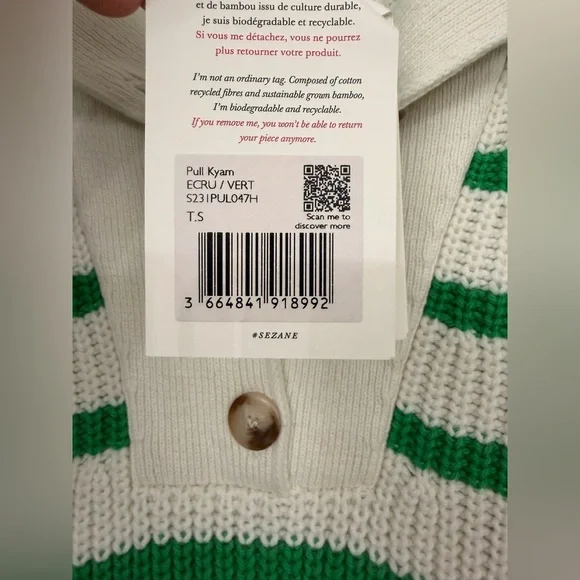 et de bambou issu de culture durable,
je suis biodégradable et recyclable.
Si vous me détachez, vous ne pourrez
plus retourner votre produit.
I'm not an ordinary tag. Composed of cotton
recycled fibres and sustainable grown bamboo,
I'm biodegradable and recyclable.
If you remove me, you won't be able to return
your piece anymore.
Pull Kyam
ECRU / VERT
S231PUL047H
T.S
Scan me to
discover more
3 664841 918992
#SEZANE